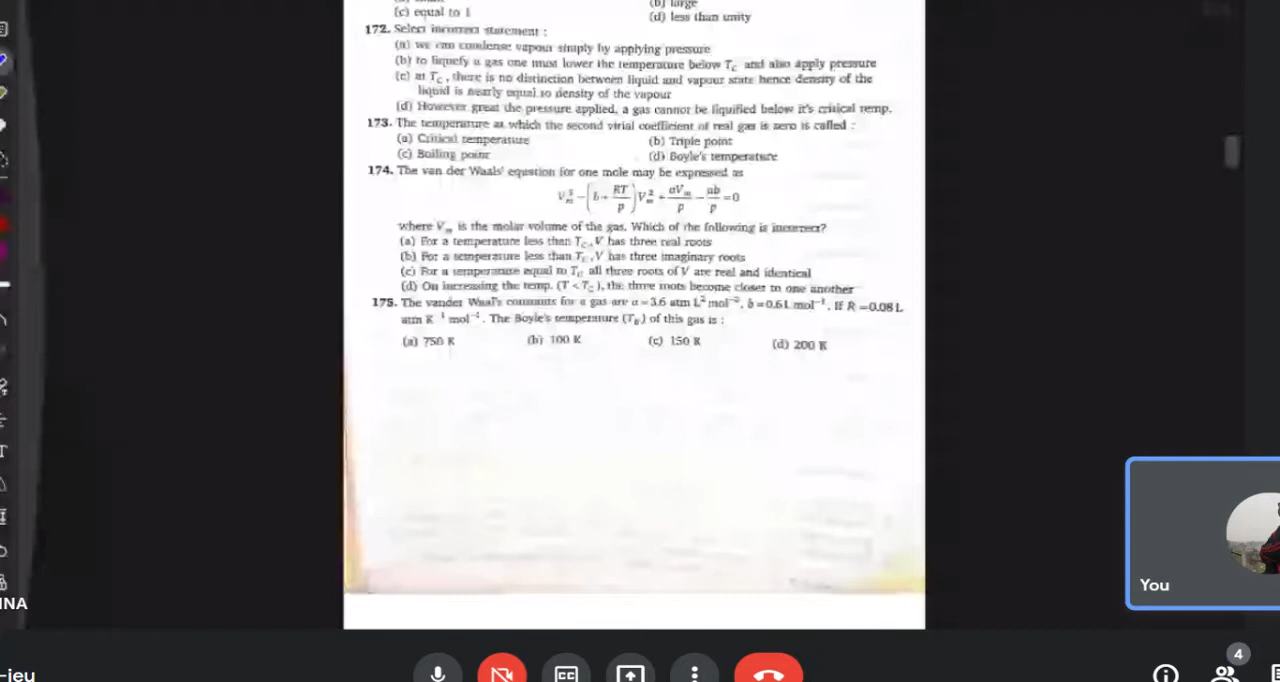 (b) large
(c) equal to 1
(d) less than unity
172. Select incorrect statement :
(a) we can condense vapour simply by applying pressure
(b) to liquefy a gas one must lower the temperature below T_C and also apply pressure
(c) at T_C, there is no distinction between liquid and vapour state hence density of the
liquid is nearly equal to density of the vapour
(d) However great the pressure applied, a gas cannot be liquified below it's critical temp.
173. The temperature at which the second virial coefficient of real gas is zero is called :
(a) Critical temperature
(b) Triple point
(c) Boiling point
(d) Boyle's temperature
174. The van der Waals' equation for one mole may be expressed as
V_m^3 - (b + RT/p) V_m^2 + aV_m/p - ab/p = 0
where V_m is the molar volume of the gas. Which of the following is incorrect?
(a) For a temperature less than T_C, V has three real roots
(b) For a temperature less than T_C, V has three imaginary roots
(c) For a temperature equal to T_C all three roots of V are real and identical
(d) On increasing the temp. (T < T_C), the three roots become closer to one another
175. The vander Waal's constants for a gas are a = 3.6 atm L² mol⁻², b = 0.6 L mol⁻¹. If R = 0.08 L
atm K⁻¹ mol⁻¹. The Boyle's temperature (T_B) of this gas is :
(a) 750 K
(b) 100 K
(c) 150 K
(d) 200 K
You
INA
4
-jeu